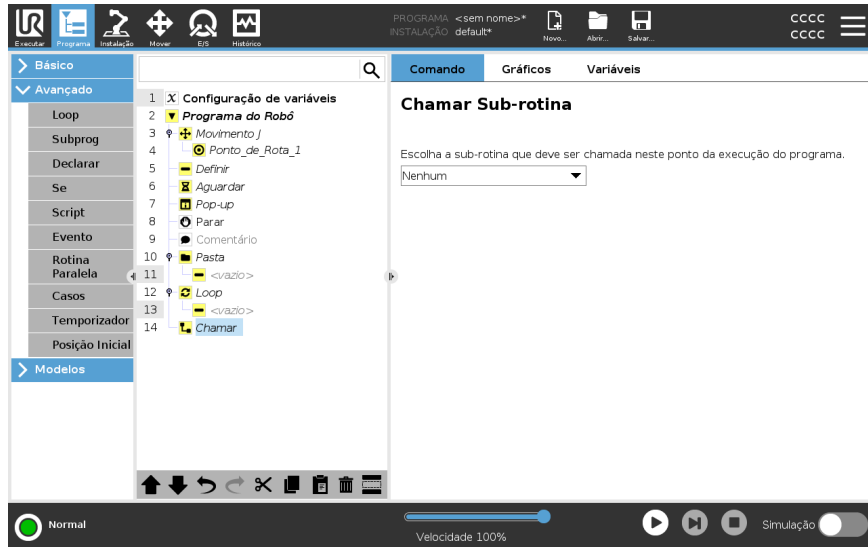 PROGRAMA <sem nome>*
INSTALAÇÃO default*
CCCC
CCCC
UR
Executar
Programa
Instalação
Mover
E/S
Histórico
Novo...
Abrir...
Salvar...
Básico
Avançado
Loop
Subprog
Declarar
Se
Script
Evento
Rotina
Paralela
Casos
Temporizador
Posição Inicial
Modelos
1 X Configuração de variáveis
2 Programa do Robô
3 Movimento J
4 Ponto_de_Rota_1
5 Definir
6 Aguardar
7 Pop-up
8 Parar
9 Comentário
10 Pasta
11 <vazio>
12 Loop
13 <vazio>
14 Chamar
Comando Gráficos Variáveis
Chamar Sub-rotina
Escolha a sub-rotina que deve ser chamada neste ponto da execução do programa.
Nenhum
Normal
Velocidade 100%
Simulação